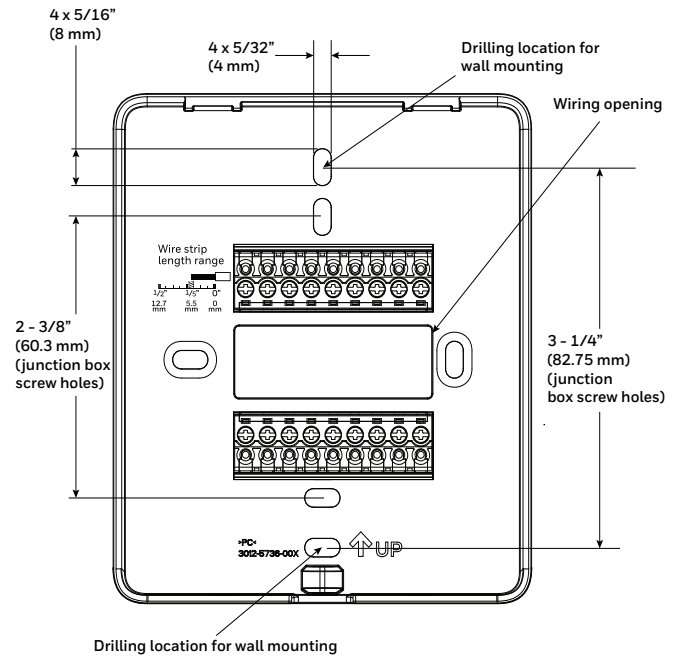 4 x 5/16”
(8 mm)
4 x 5/32”
(4 mm)
Drilling location for
wall mounting
Wiring opening
Wire strip
length range
1/2” 1/5” 0”
12.7 5.5 0
mm mm mm
2 - 3/8”
(60.3 mm)
(junction box
screw holes)
3 - 1/4”
(82.75 mm)
(junction
box screw holes)
>PC<
3012-5736-00X
UP
Drilling location for wall mounting